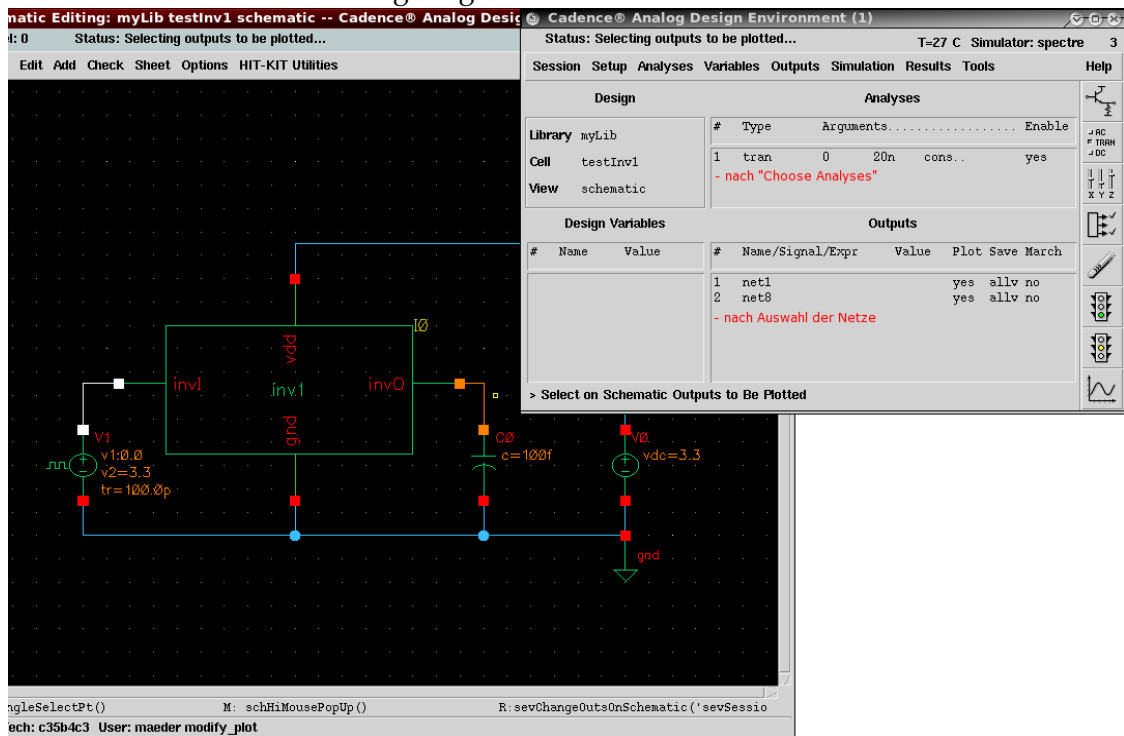 matic Editing: myLib testInv1 schematic -- Cadence® Analog Desig
l: 0 Status: Selecting outputs to be plotted...
Edit Add Check Sheet Options HIT-KIT Utilities
IØ
vdd
invI
inv1
invO
gnd
V1
v1:0.0
v2=3.3
tr=100.0p
CØ
c=100f
VØ
vdc=3.3
gnd
ngleSelectPt() M: schHiMousePopUp() R:sevChangeOutsOnSchematic('sevSessio
ech: c35b4c3 User: maeder modify_plot
Cadence® Analog Design Environment (1)
Status: Selecting outputs to be plotted... T=27 C Simulator: spectre 3
Session Setup Analyses Variables Outputs Simulation Results Tools Help
Design
Library myLib
Cell testInv1
View schematic
Analyses
# Type Arguments................... Enable
1 tran 0 20n cons.. yes
- nach "Choose Analyses"
Design Variables
# Name Value
Outputs
# Name/Signal/Expr Value Plot Save March
1 net1 yes allv no
2 net8 yes allv no
- nach Auswahl der Netze
> Select on Schematic Outputs to Be Plotted
AC
TRAN
DC
X Y Z